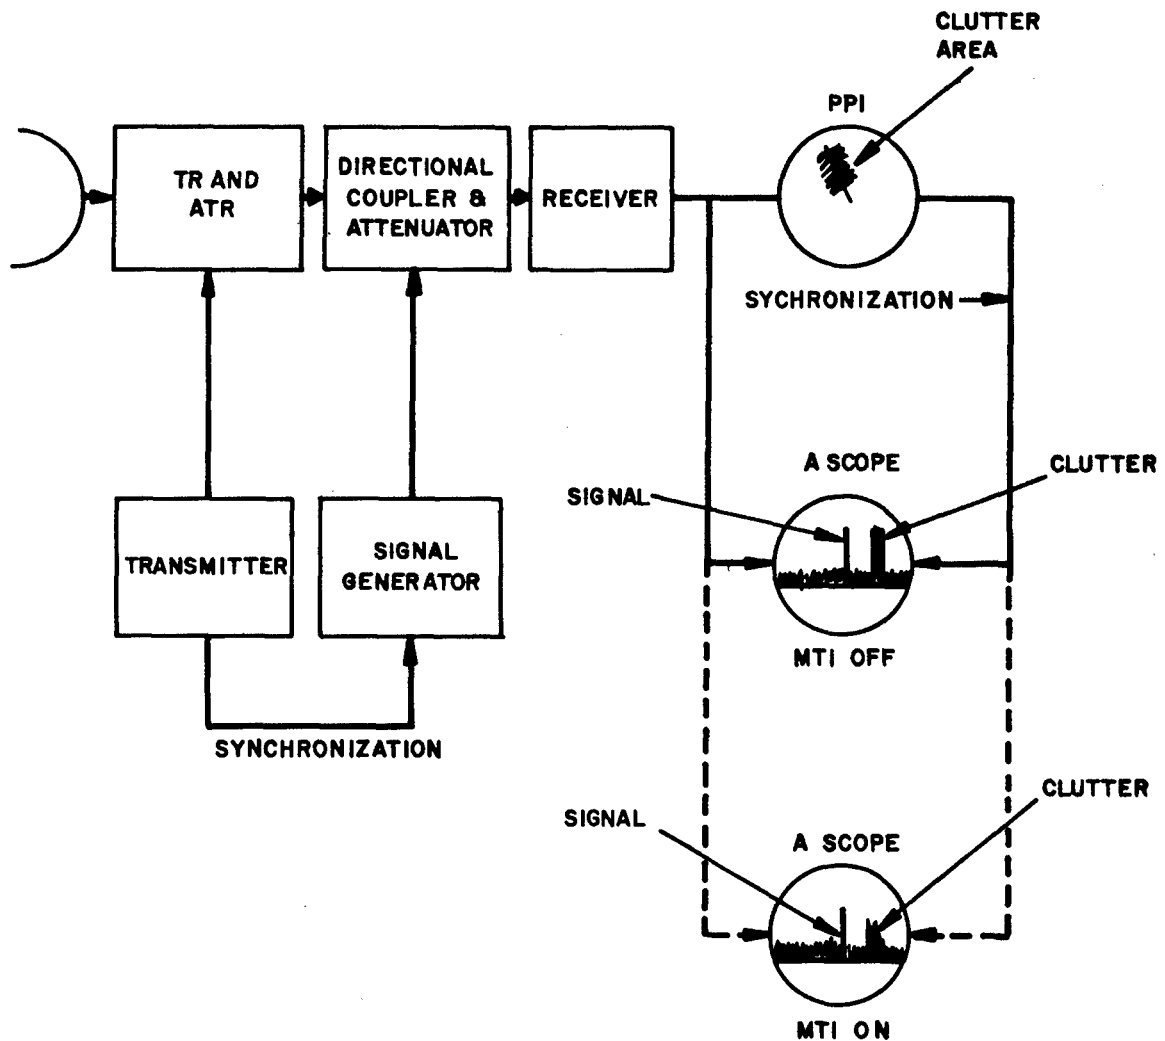 CLUTTER
AREA
PPI
TR AND
ATR
DIRECTIONAL
COUPLER &
ATTENUATOR
RECEIVER
SYCHRONIZATION
A SCOPE
CLUTTER
SIGNAL
TRANSMITTER
SIGNAL
GENERATOR
MTI OFF
SYNCHRONIZATION
CLUTTER
SIGNAL
A SCOPE
MTI ON